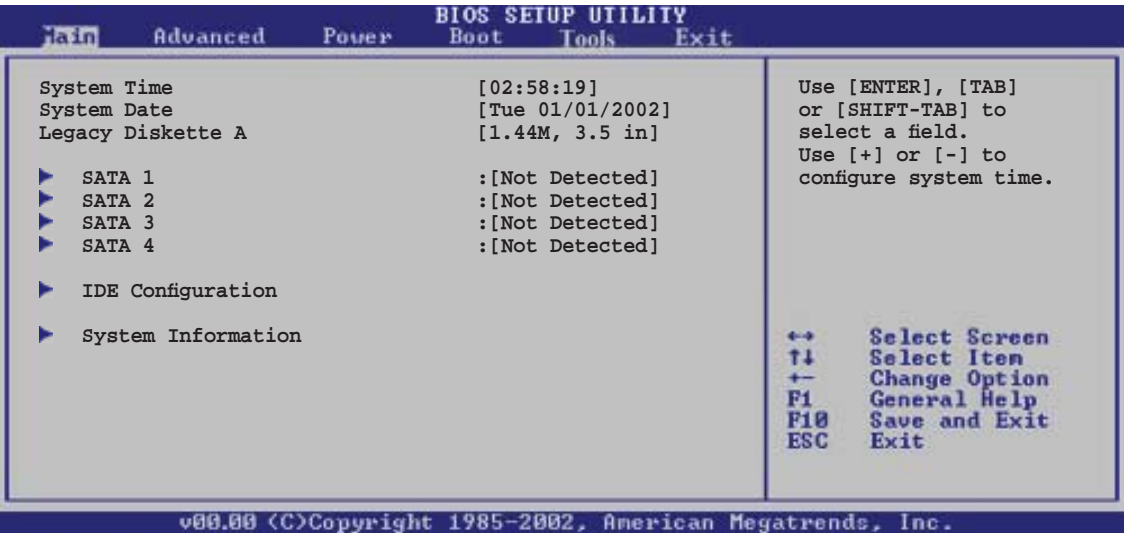 BIOS SETUP UTILITY
Main Advanced Power Boot Tools Exit
System Time [02:58:19]
System Date [Tue 01/01/2002]
Legacy Diskette A [1.44M, 3.5 in]
SATA 1 :[Not Detected]
SATA 2 :[Not Detected]
SATA 3 :[Not Detected]
SATA 4 :[Not Detected]
IDE Configuration
System Information
Use [ENTER], [TAB]
or [SHIFT-TAB] to
select a field.
Use [+] or [-] to
configure system time.
←→ Select Screen
↑↓ Select Item
+- Change Option
F1 General Help
F10 Save and Exit
ESC Exit
v00.00 (C)Copyright 1985-2002, American Megatrends, Inc.